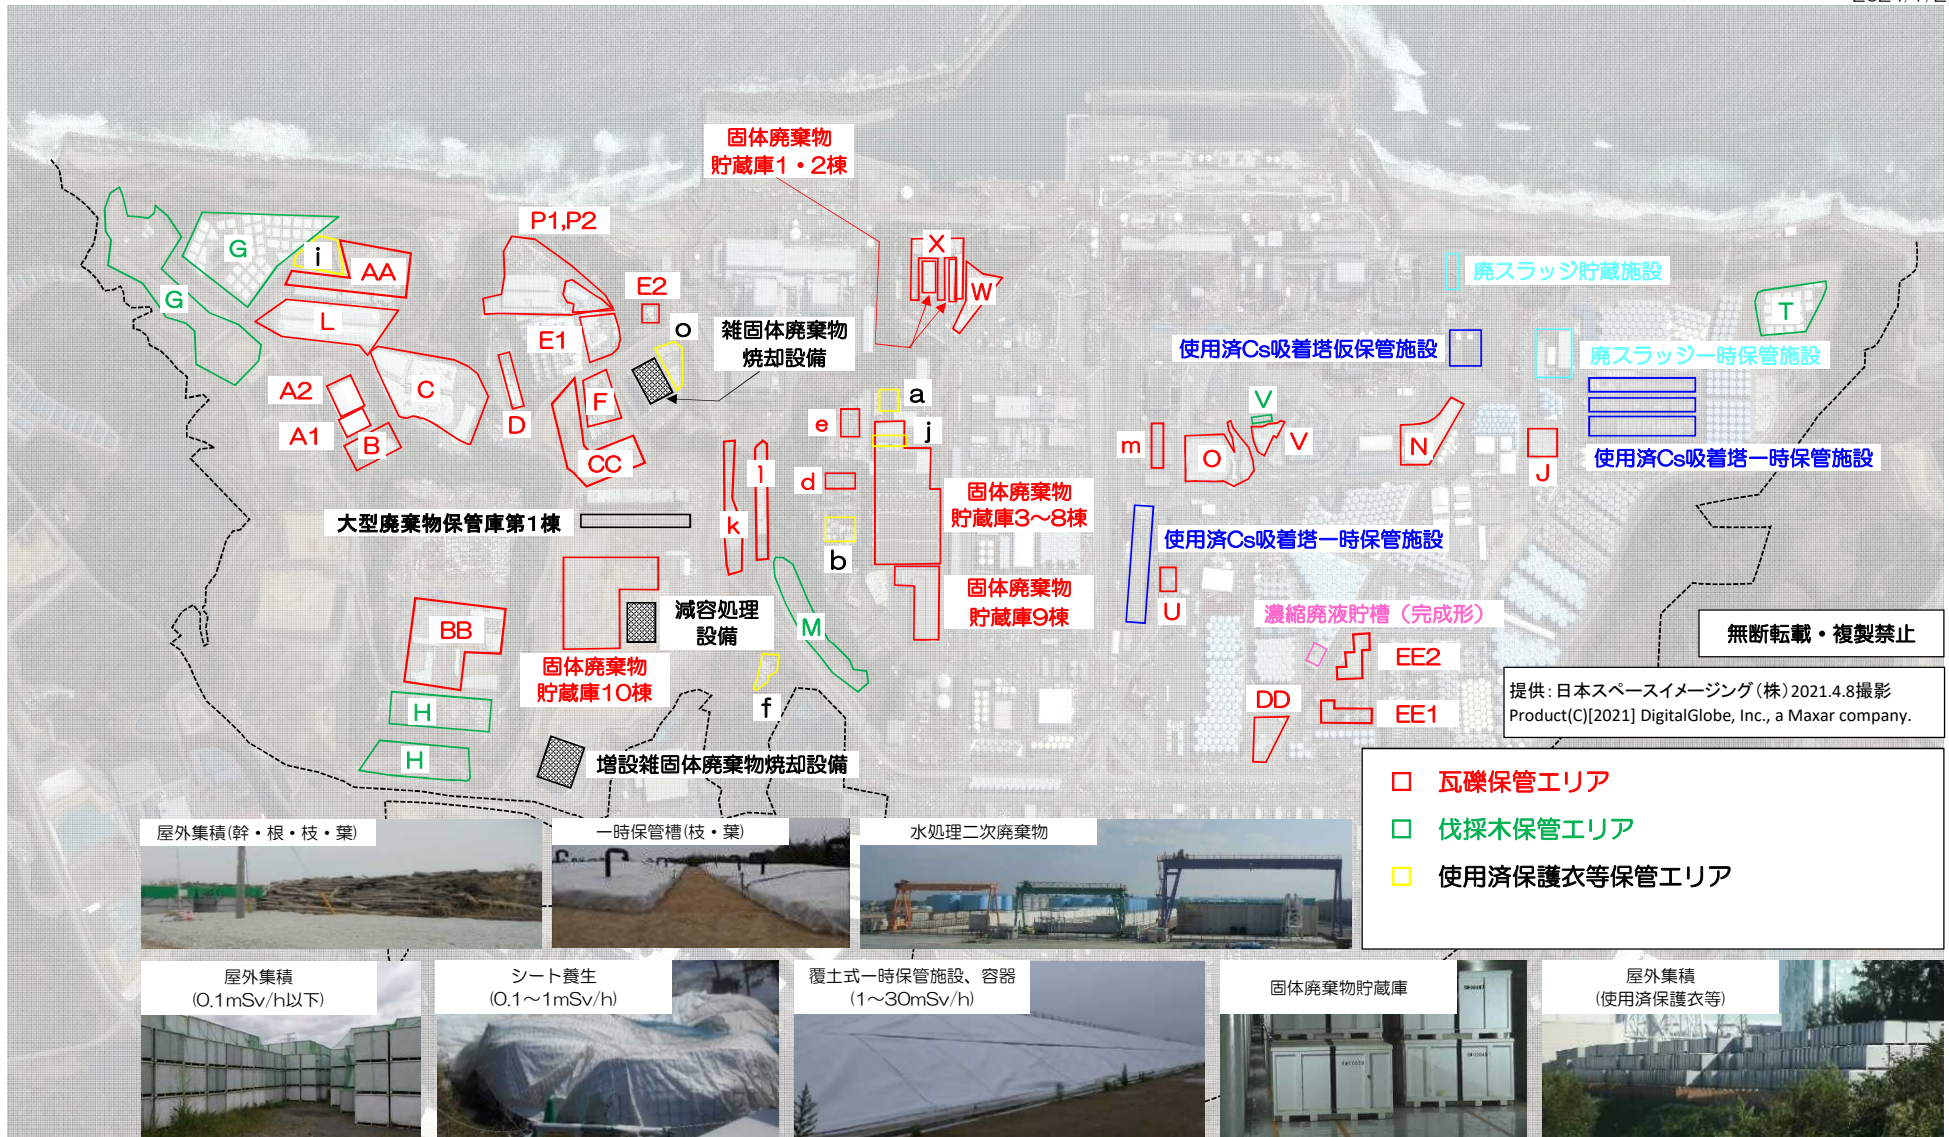 固体廃棄物
貯蔵庫1・2棟
P1,P2
X
G
i
AA
W
廃スラッジ貯蔵施設
E2
G
T
L
o
雑固体廃棄物
焼却設備
E1
使用済Cs吸着塔仮保管施設
廃スラッジ一時保管施設
A2
C
F
a
V
D
e
j
A1
B
m
O
V
N
J
CC
l
d
使用済Cs吸着塔一時保管施設
固体廃棄物
貯蔵庫3～8棟
大型廃棄物保管庫第1棟
k
b
使用済Cs吸着塔一時保管施設
固体廃棄物
貯蔵庫9棟
U
減容処理
設備
濃縮廃液貯槽（完成形）
BB
M
無断転載・複製禁止
EE2
固体廃棄物
貯蔵庫10棟
提供：日本スペースイメージング（株）2021.4.8撮影
Product(C)[2021] DigitalGlobe, Inc., a Maxar company.
H
f
DD
EE1
H
増設雑固体廃棄物焼却設備
瓦礫保管エリア
伐採木保管エリア
使用済保護衣等保管エリア
屋外集積(幹・根・枝・葉)
一時保管槽(枝・葉)
水処理二次廃棄物
屋外集積
(0.1mSv/h以下)
シート養生
(0.1～1mSv/h)
覆土式一時保管施設、容器
(1～30mSv/h)
固体廃棄物貯蔵庫
屋外集積
(使用済保護衣等)